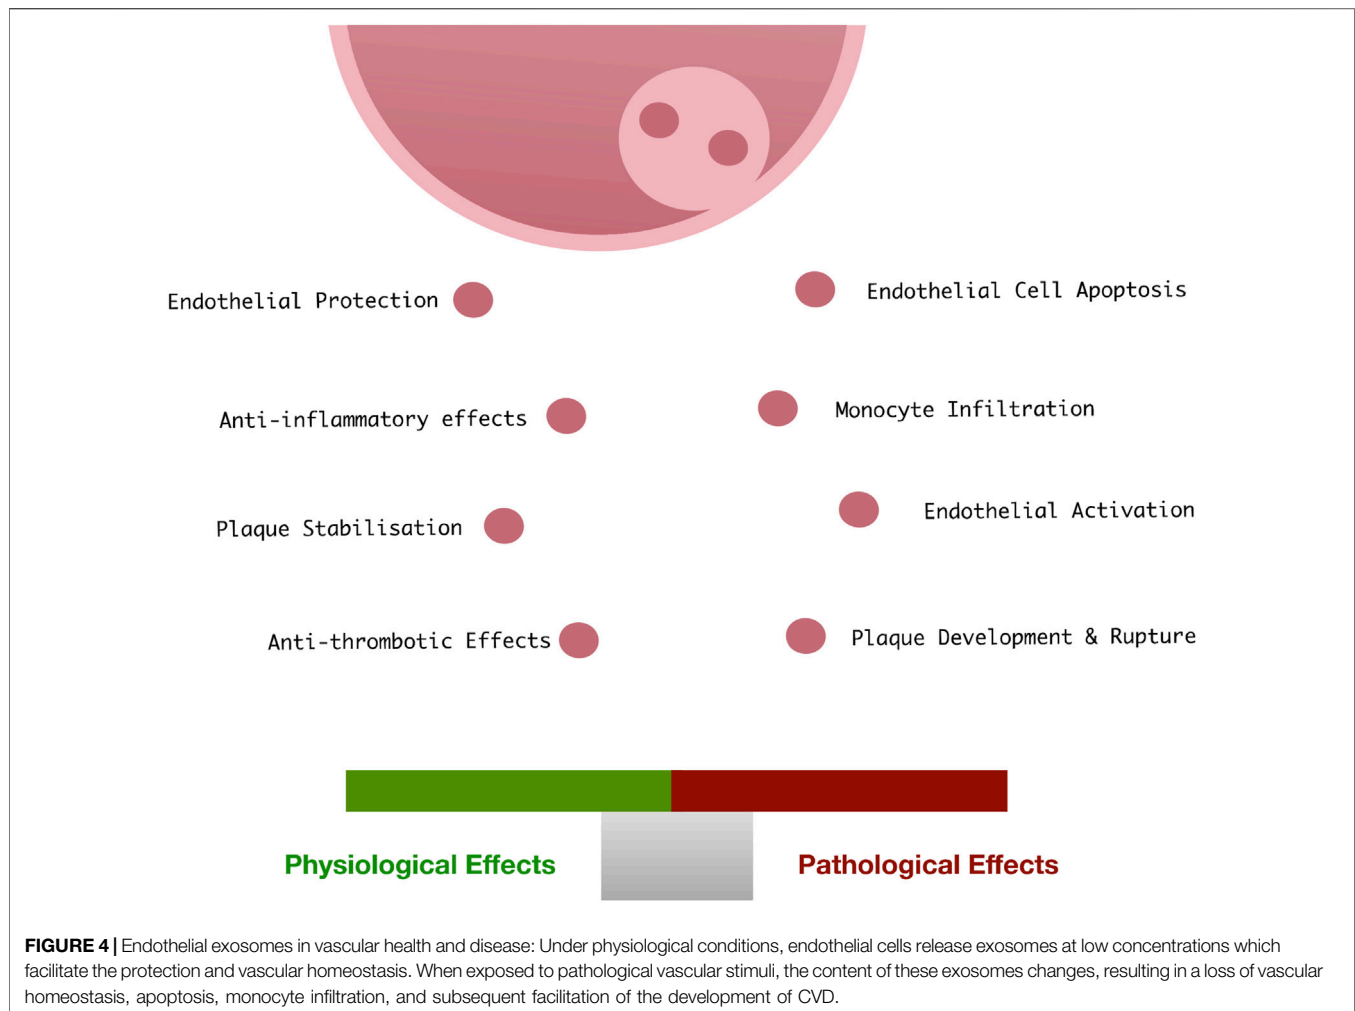 Endothelial Protection
Endothelial Cell Apoptosis
Anti-inflammatory effects
Monocyte Infiltration
Plaque Stabilisation
Endothelial Activation
Anti-thrombotic Effects
Plaque Development & Rupture
Physiological Effects
Pathological Effects
FIGURE 4 | Endothelial exosomes in vascular health and disease: Under physiological conditions, endothelial cells release exosomes at low concentrations which
facilitate the protection and vascular homeostasis. When exposed to pathological vascular stimuli, the content of these exosomes changes, resulting in a loss of vascular
homeostasis, apoptosis, monocyte infiltration, and subsequent facilitation of the development of CVD.